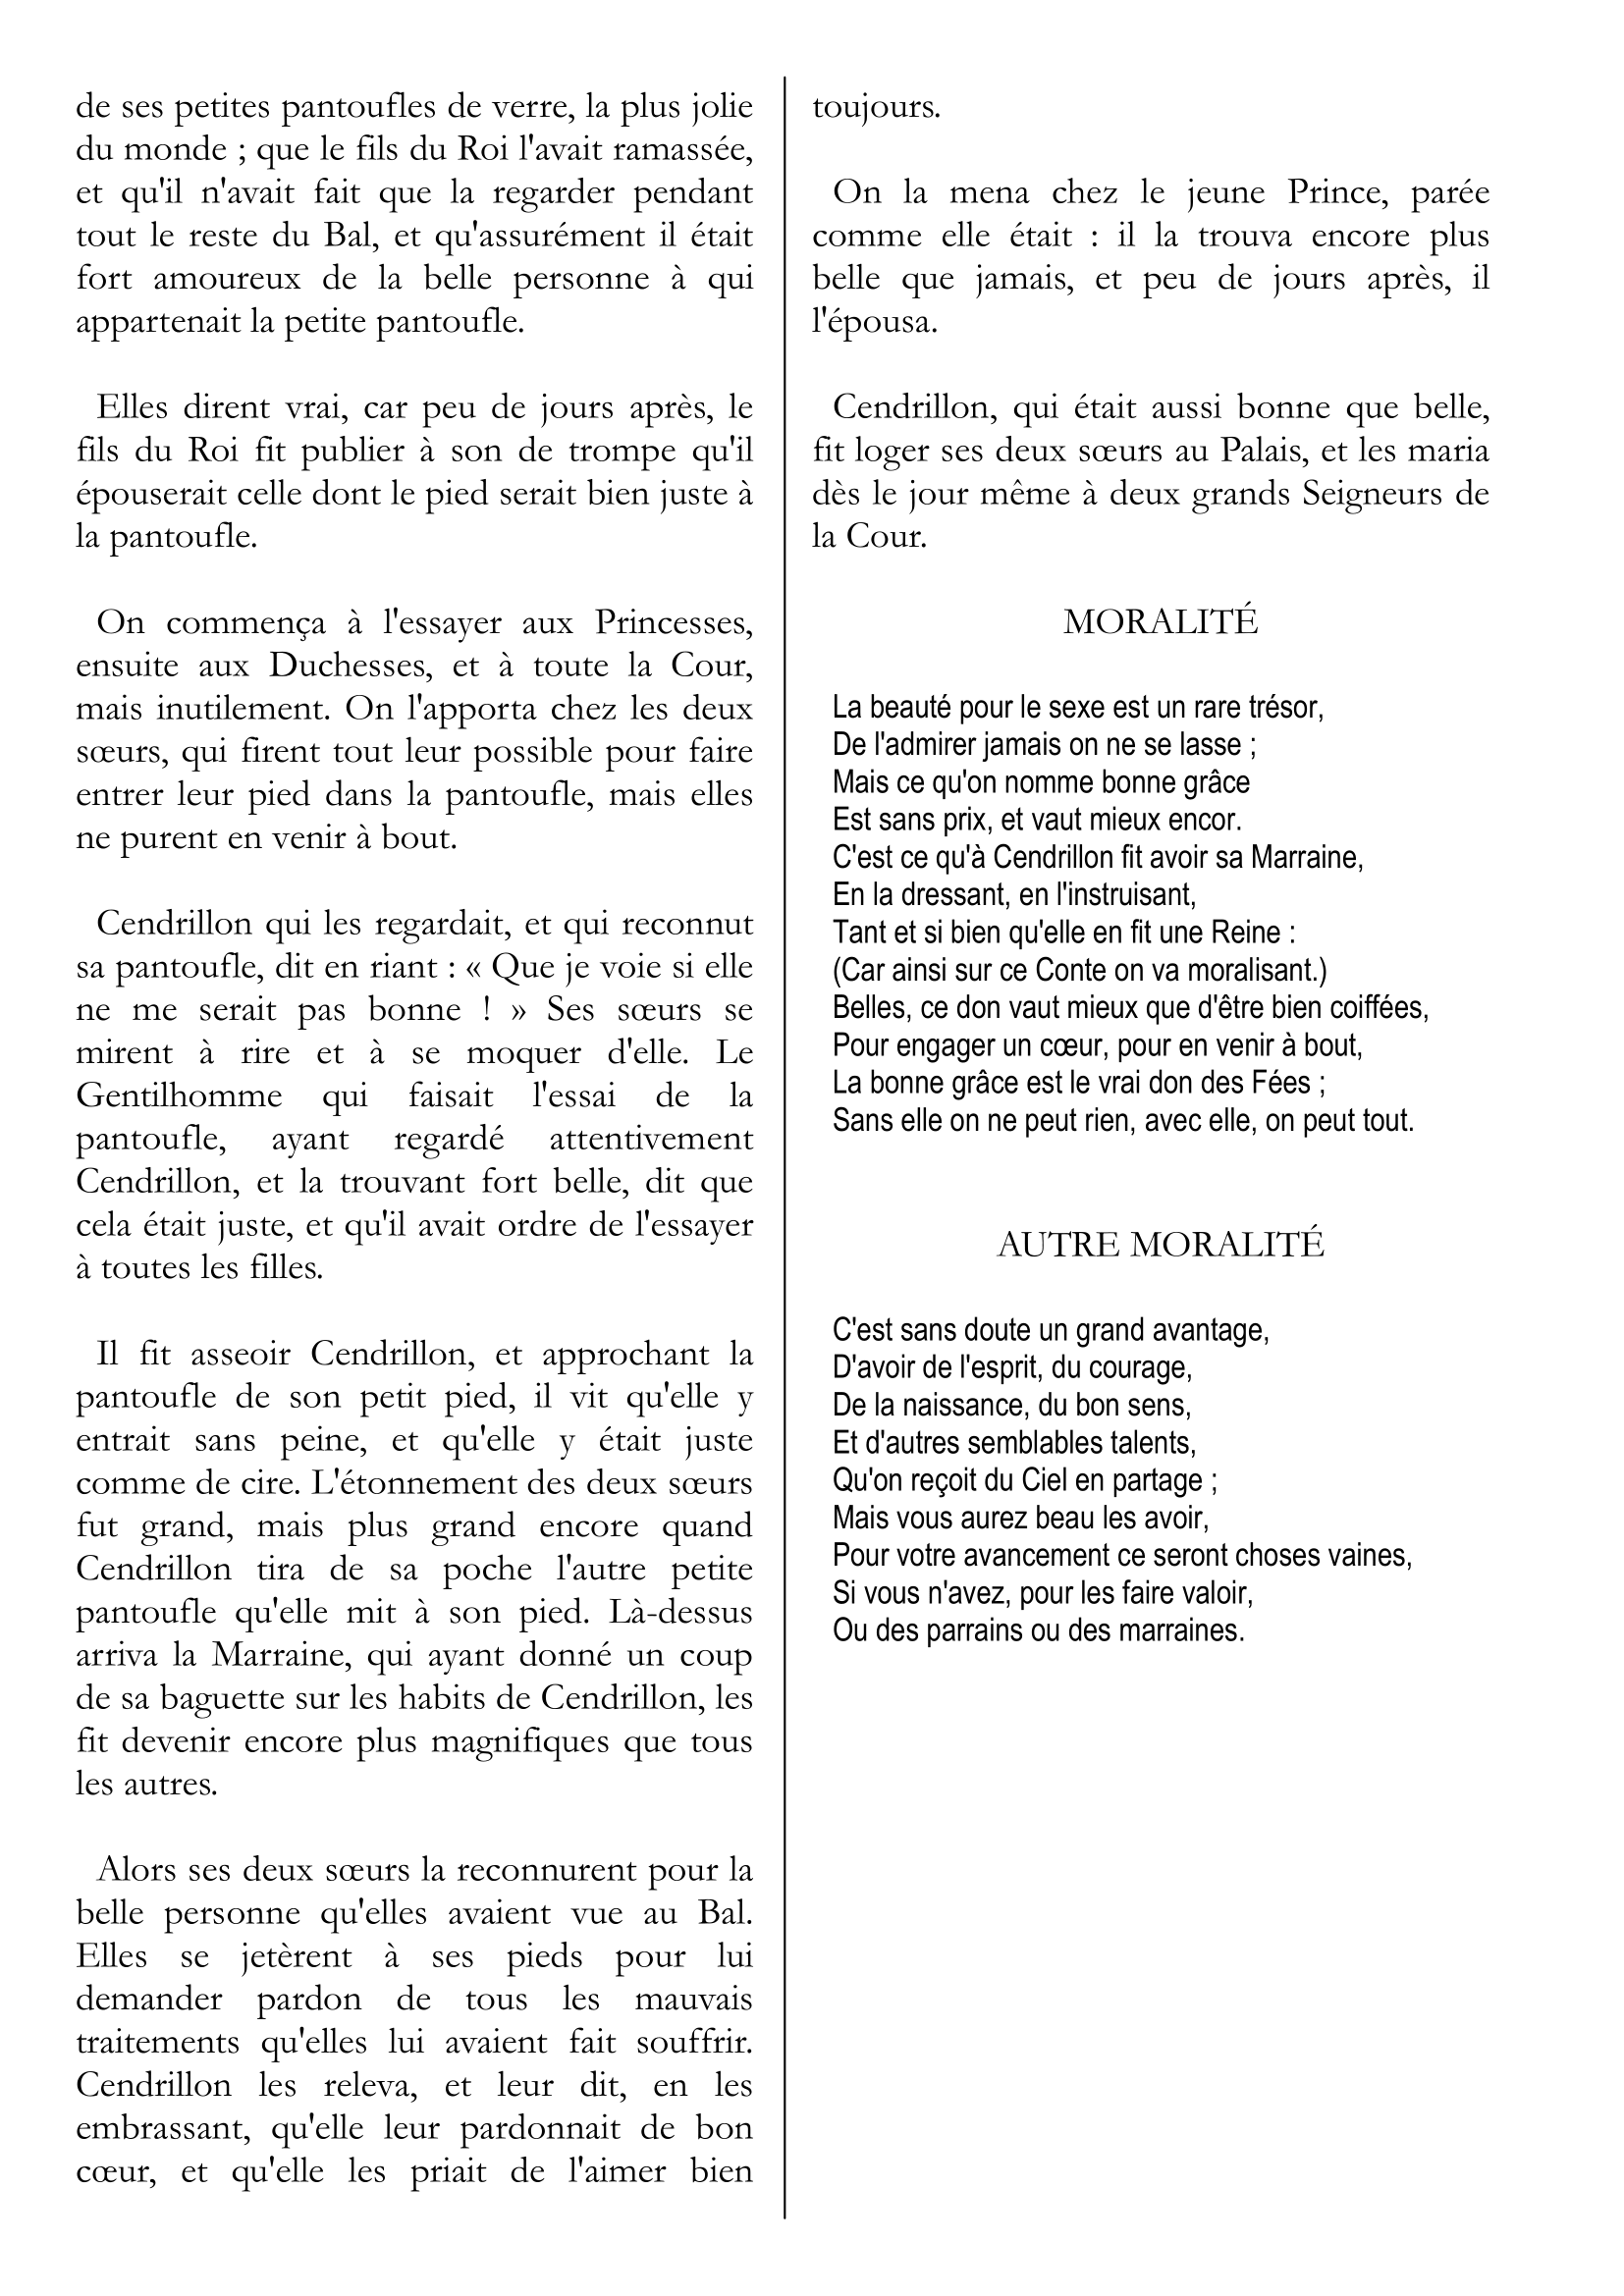 de ses petites pantoufles de verre, la plus jolie
du monde ; que le fils du Roi l'avait ramassée,
et qu'il n'avait fait que la regarder pendant
tout le reste du Bal, et qu'assurément il était
fort amoureux de la belle personne à qui
appartenait la petite pantoufle.
Elles dirent vrai, car peu de jours après, le
fils du Roi fit publier à son de trompe qu'il
épouserait celle dont le pied serait bien juste à
la pantoufle.
On commença à l'essayer aux Princesses,
ensuite aux Duchesses, et à toute la Cour,
mais inutilement. On l'apporta chez les deux
sœurs, qui firent tout leur possible pour faire
entrer leur pied dans la pantoufle, mais elles
ne purent en venir à bout.
Cendrillon qui les regardait, et qui reconnut
sa pantoufle, dit en riant : « Que je voie si elle
ne me serait pas bonne ! » Ses sœurs se
mirent à rire et à se moquer d'elle. Le
Gentilhomme qui faisait l'essai de la
pantoufle, ayant regardé attentivement
Cendrillon, et la trouvant fort belle, dit que
cela était juste, et qu'il avait ordre de l'essayer
à toutes les filles.
Il fit asseoir Cendrillon, et approchant la
pantoufle de son petit pied, il vit qu'elle y
entrait sans peine, et qu'elle y était juste
comme de cire. L'étonnement des deux sœurs
fut grand, mais plus grand encore quand
Cendrillon tira de sa poche l'autre petite
pantoufle qu'elle mit à son pied. Là-dessus
arriva la Marraine, qui ayant donné un coup
de sa baguette sur les habits de Cendrillon, les
fit devenir encore plus magnifiques que tous
les autres.
Alors ses deux sœurs la reconnurent pour la
belle personne qu'elles avaient vue au Bal.
Elles se jetèrent à ses pieds pour lui
demander pardon de tous les mauvais
traitements qu'elles lui avaient fait souffrir.
Cendrillon les releva, et leur dit, en les
embrassant, qu'elle leur pardonnait de bon
cœur, et qu'elle les priait de l'aimer bien
toujours.
On la mena chez le jeune Prince, parée
comme elle était : il la trouva encore plus
belle que jamais, et peu de jours après, il
l'épousa.
Cendrillon, qui était aussi bonne que belle,
fit loger ses deux sœurs au Palais, et les maria
dès le jour même à deux grands Seigneurs de
la Cour.
MORALITÉ
La beauté pour le sexe est un rare trésor,
De l'admirer jamais on ne se lasse ;
Mais ce qu'on nomme bonne grâce
Est sans prix, et vaut mieux encor.
C'est ce qu'à Cendrillon fit avoir sa Marraine,
En la dressant, en l'instruisant,
Tant et si bien qu'elle en fit une Reine :
(Car ainsi sur ce Conte on va moralisant.)
Belles, ce don vaut mieux que d'être bien coiffées,
Pour engager un cœur, pour en venir à bout,
La bonne grâce est le vrai don des Fées ;
Sans elle on ne peut rien, avec elle, on peut tout.
AUTRE MORALITÉ
C'est sans doute un grand avantage,
D'avoir de l'esprit, du courage,
De la naissance, du bon sens,
Et d'autres semblables talents,
Qu'on reçoit du Ciel en partage ;
Mais vous aurez beau les avoir,
Pour votre avancement ce seront choses vaines,
Si vous n'avez, pour les faire valoir,
Ou des parrains ou des marraines.